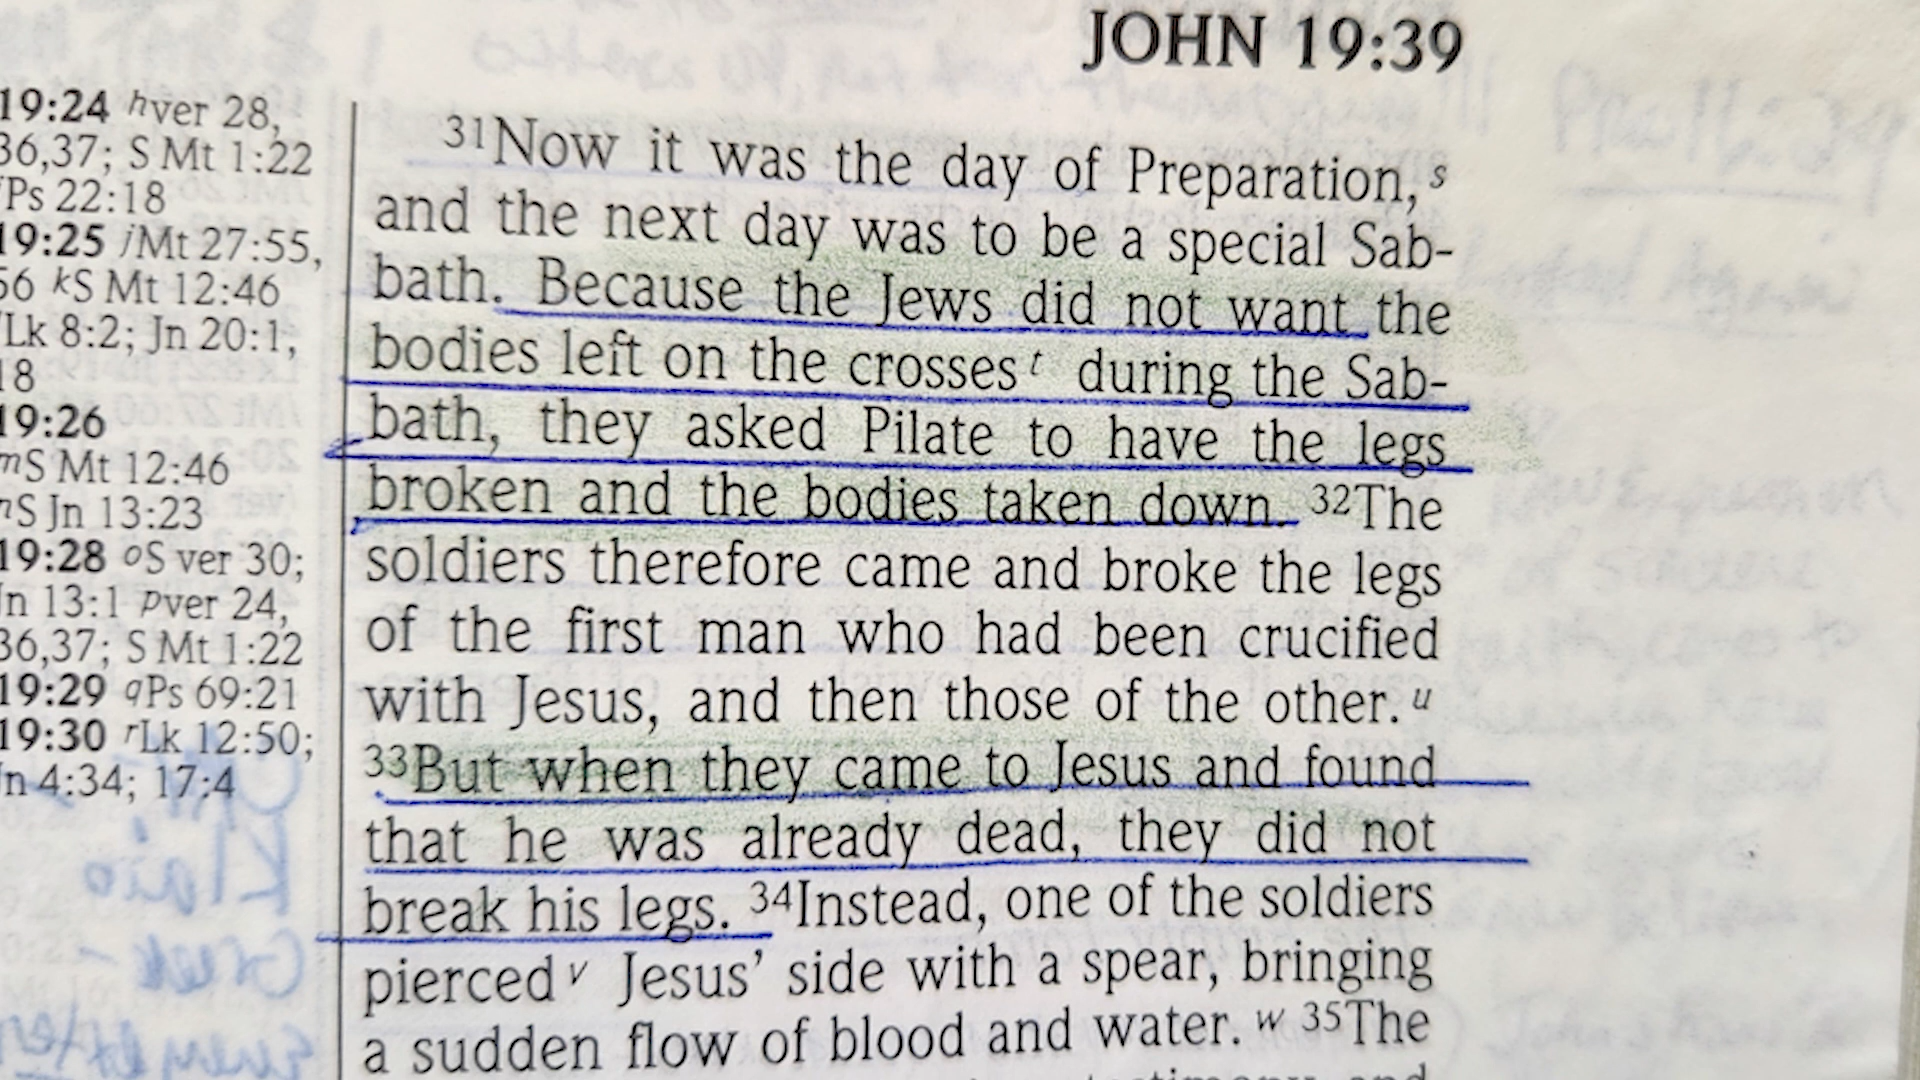 JOHN 19:39
19:24 hver 28,
36,37; S Mt 1:22
Ps 22:18
19:25 jMt 27:55,
56 kS Mt 12:46
Lk 8:2; Jn 20:1,
18
19:26
mS Mt 12:46
nS Jn 13:23
19:28 oS ver 30;
Jn 13:1 pver 24,
36,37; S Mt 1:22
19:29 qPs 69:21
19:30 rLk 12:50;
Jn 4:34; 17:4
31Now it was the day of Preparation,s
and the next day was to be a special Sab-
bath. Because the Jews did not want the
bodies left on the crossest during the Sab-
bath, they asked Pilate to have the legs
broken and the bodies taken down. 32The
soldiers therefore came and broke the legs
of the first man who had been crucified
with Jesus, and then those of the other.u
33But when they came to Jesus and found
that he was already dead, they did not
break his legs. 34Instead, one of the soldiers
piercedv Jesus’ side with a spear, bringing
a sudden flow of blood and water.w 35The